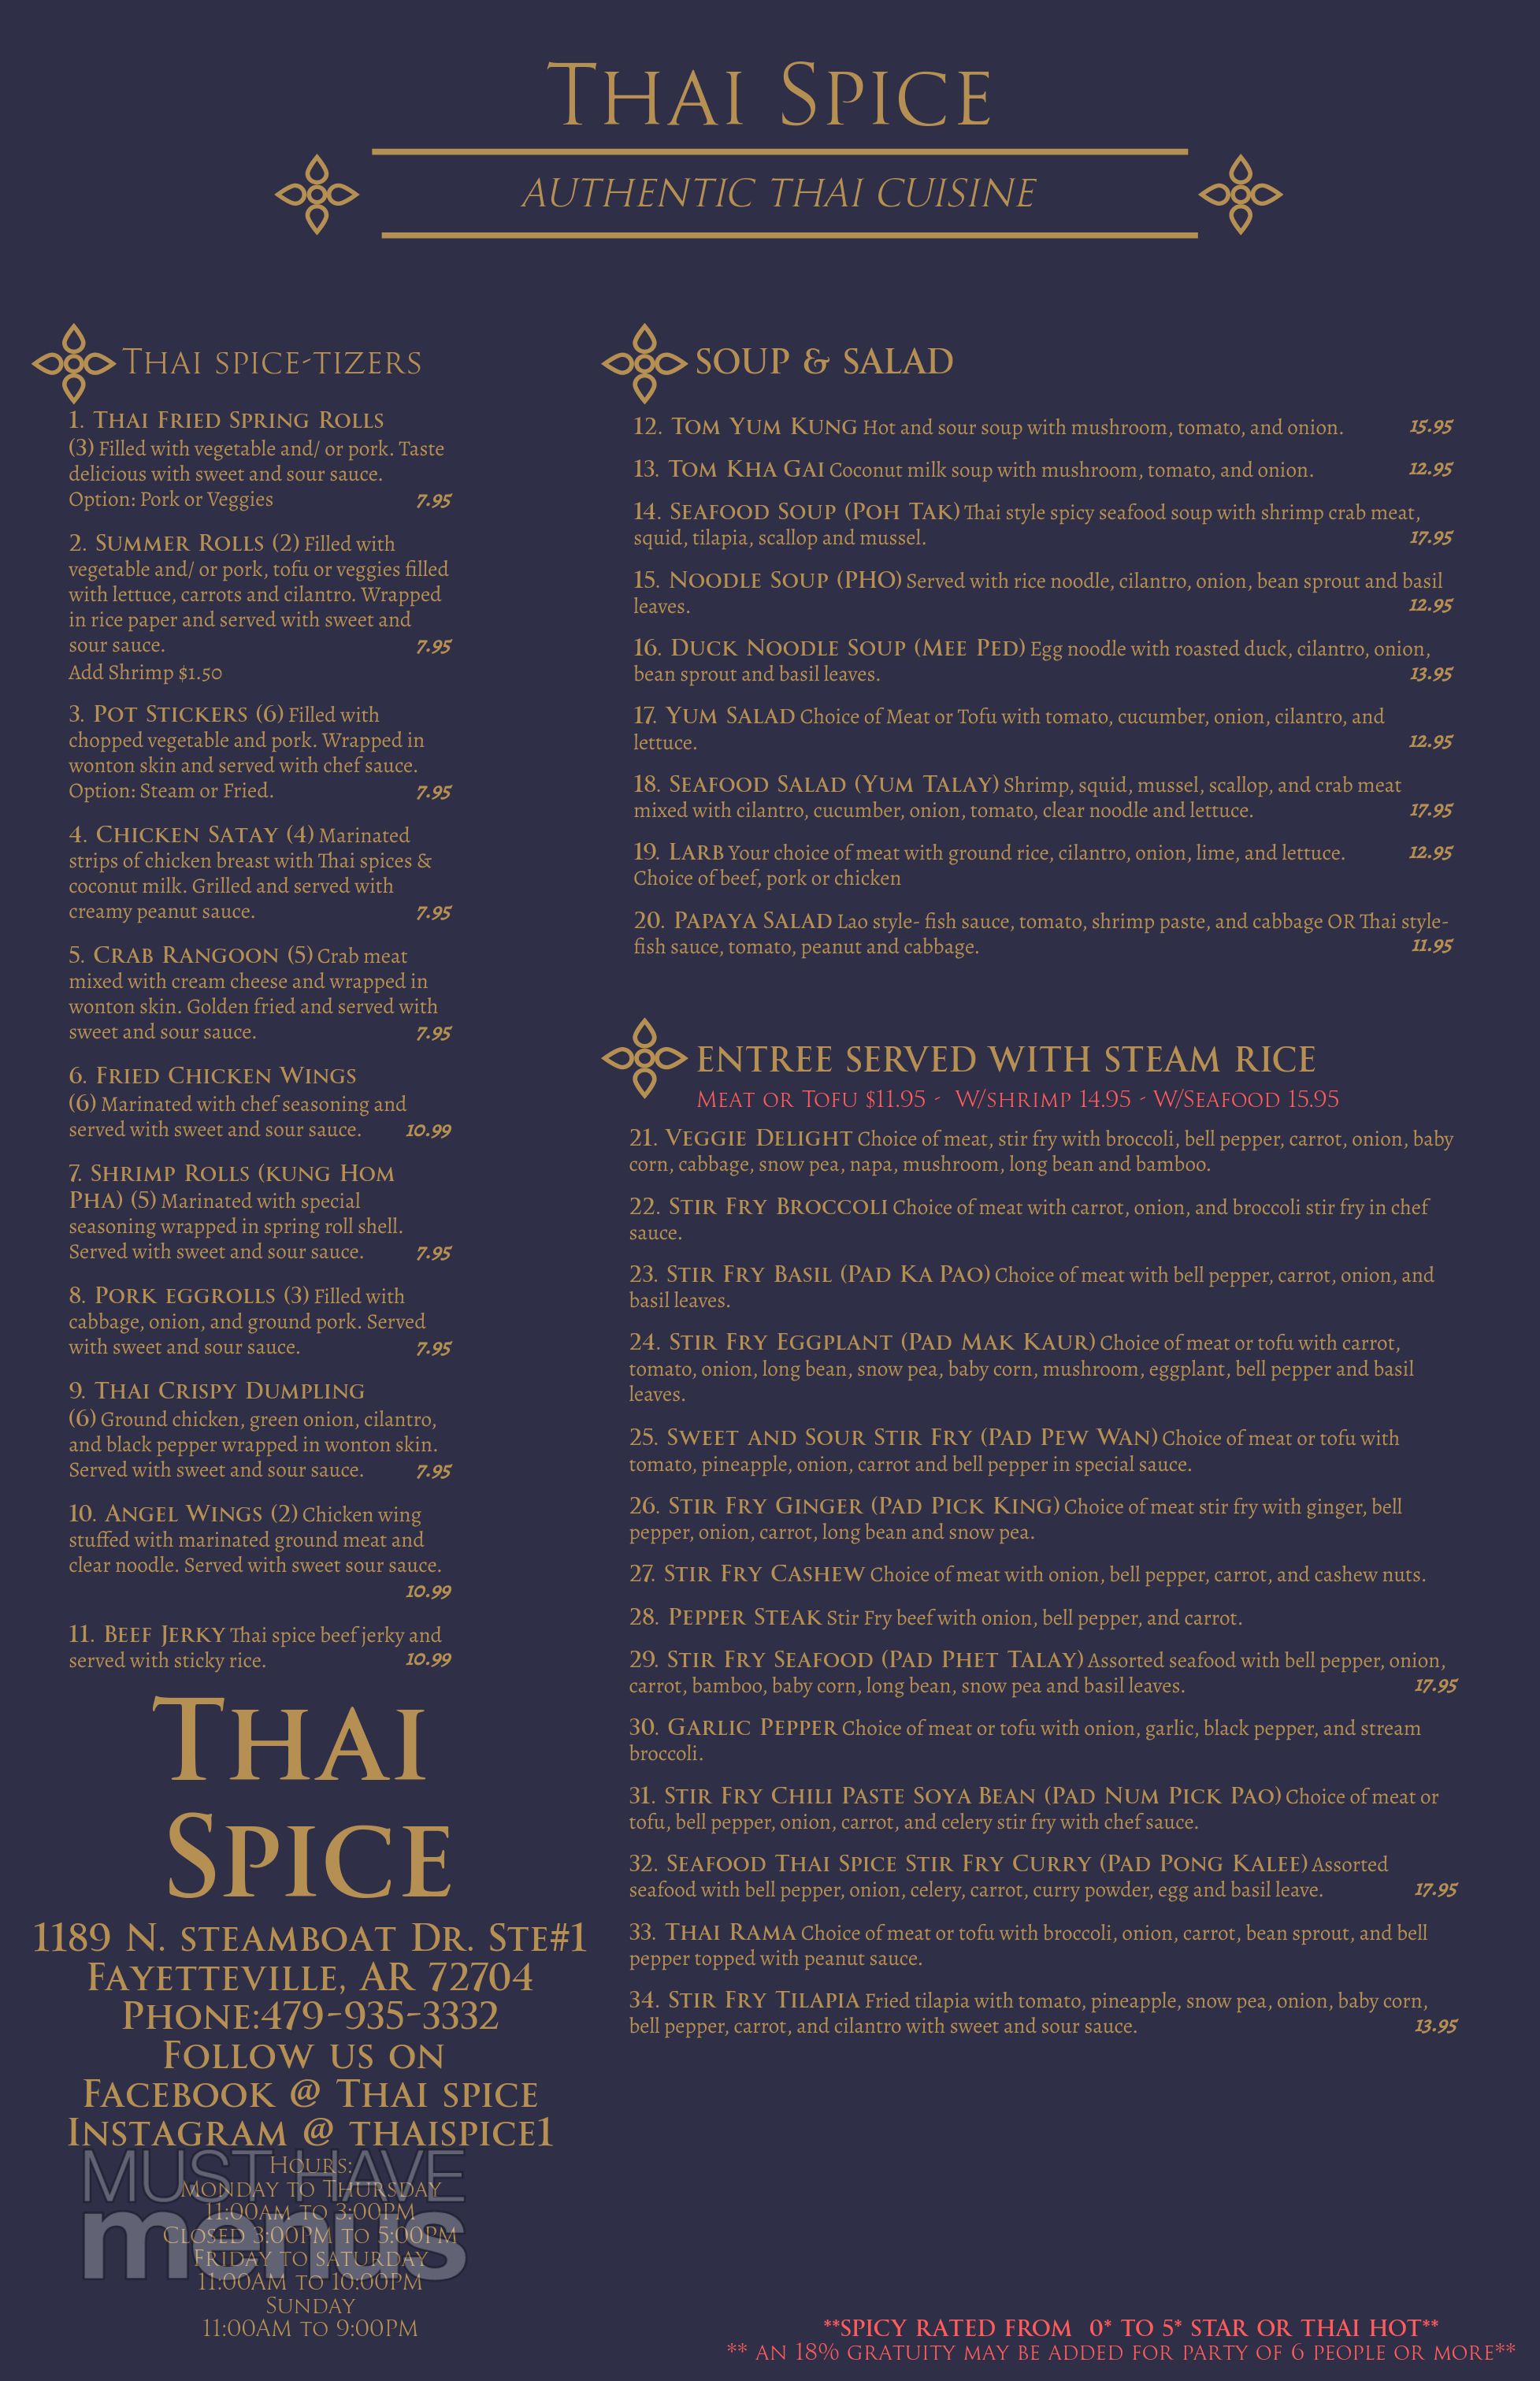 Thai Spice
AUTHENTIC THAI CUISINE
Thai spice-tizers
1. Thai Fried Spring Rolls
(3) Filled with vegetable and/ or pork. Taste
delicious with sweet and sour sauce.
Option: Pork or Veggies 7.95
2. Summer Rolls (2) Filled with
vegetable and/ or pork, tofu or veggies filled
with lettuce, carrots and cilantro. Wrapped
in rice paper and served with sweet and
sour sauce. 7.95
Add Shrimp $1.50
3. Pot Stickers (6) Filled with
chopped vegetable and pork. Wrapped in
wonton skin and served with chef sauce.
Option: Steam or Fried. 7.95
4. Chicken Satay (4) Marinated
strips of chicken breast with Thai spices &
coconut milk. Grilled and served with
creamy peanut sauce. 7.95
5. Crab Rangoon (5) Crab meat
mixed with cream cheese and wrapped in
wonton skin. Golden fried and served with
sweet and sour sauce. 7.95
6. Fried Chicken Wings
(6) Marinated with chef seasoning and
served with sweet and sour sauce. 10.99
7. Shrimp Rolls (kung Hom
Pha) (5) Marinated with special
seasoning wrapped in spring roll shell.
Served with sweet and sour sauce. 7.95
8. Pork eggrolls (3) Filled with
cabbage, onion, and ground pork. Served
with sweet and sour sauce. 7.95
9. Thai Crispy Dumpling
(6) Ground chicken, green onion, cilantro,
and black pepper wrapped in wonton skin.
Served with sweet and sour sauce. 7.95
10. Angel Wings (2) Chicken wing
stuffed with marinated ground meat and
clear noodle. Served with sweet sour sauce.
10.99
11. Beef Jerky Thai spice beef jerky and
served with sticky rice. 10.99
Thai
Spice
1189 N. steamboat Dr. Ste#1
Fayetteville, AR 72704
Phone:479-935-3332
Follow us on
Facebook @ Thai spice
Instagram @ thaispice1
MUST HAVE
menus
Hours:
Monday to Thursday
11:00am to 3:00PM
Closed 3:00PM to 5:00PM
Friday to saturday
11:00AM to 10:00PM
Sunday
11:00AM to 9:00PM
SOUP & SALAD
12. Tom Yum Kung Hot and sour soup with mushroom, tomato, and onion. 15.95
13. Tom Kha Gai Coconut milk soup with mushroom, tomato, and onion. 12.95
14. Seafood Soup (Poh Tak) Thai style spicy seafood soup with shrimp crab meat,
squid, tilapia, scallop and mussel. 17.95
15. Noodle Soup (PHO) Served with rice noodle, cilantro, onion, bean sprout and basil
leaves. 12.95
16. Duck Noodle Soup (Mee Ped) Egg noodle with roasted duck, cilantro, onion,
bean sprout and basil leaves. 13.95
17. Yum Salad Choice of Meat or Tofu with tomato, cucumber, onion, cilantro, and
lettuce. 12.95
18. Seafood Salad (Yum Talay) Shrimp, squid, mussel, scallop, and crab meat
mixed with cilantro, cucumber, onion, tomato, clear noodle and lettuce. 17.95
19. Larb Your choice of meat with ground rice, cilantro, onion, lime, and lettuce. 12.95
Choice of beef, pork or chicken
20. Papaya Salad Lao style- fish sauce, tomato, shrimp paste, and cabbage OR Thai style-
fish sauce, tomato, peanut and cabbage. 11.95
ENTREE SERVED WITH STEAM RICE
Meat or Tofu $11.95 - W/shrimp 14.95 - W/Seafood 15.95
21. Veggie Delight Choice of meat, stir fry with broccoli, bell pepper, carrot, onion, baby
corn, cabbage, snow pea, napa, mushroom, long bean and bamboo.
22. Stir Fry Broccoli Choice of meat with carrot, onion, and broccoli stir fry in chef
sauce.
23. Stir Fry Basil (Pad Ka Pao) Choice of meat with bell pepper, carrot, onion, and
basil leaves.
24. Stir Fry Eggplant (Pad Mak Kaur) Choice of meat or tofu with carrot,
tomato, onion, long bean, snow pea, baby corn, mushroom, eggplant, bell pepper and basil
leaves.
25. Sweet and Sour Stir Fry (Pad Pew Wan) Choice of meat or tofu with
tomato, pineapple, onion, carrot and bell pepper in special sauce.
26. Stir Fry Ginger (Pad Pick King) Choice of meat stir fry with ginger, bell
pepper, onion, carrot, long bean and snow pea.
27. Stir Fry Cashew Choice of meat with onion, bell pepper, carrot, and cashew nuts.
28. Pepper Steak Stir Fry beef with onion, bell pepper, and carrot.
29. Stir Fry Seafood (Pad Phet Talay) Assorted seafood with bell pepper, onion,
carrot, bamboo, baby corn, long bean, snow pea and basil leaves. 17.95
30. Garlic Pepper Choice of meat or tofu with onion, garlic, black pepper, and stream
broccoli.
31. Stir Fry Chili Paste Soya Bean (Pad Num Pick Pao) Choice of meat or
tofu, bell pepper, onion, carrot, and celery stir fry with chef sauce.
32. Seafood Thai Spice Stir Fry Curry (Pad Pong Kalee) Assorted
seafood with bell pepper, onion, celery, carrot, curry powder, egg and basil leave. 17.95
33. Thai Rama Choice of meat or tofu with broccoli, onion, carrot, bean sprout, and bell
pepper topped with peanut sauce.
34. Stir Fry Tilapia Fried tilapia with tomato, pineapple, snow pea, onion, baby corn,
bell pepper, carrot, and cilantro with sweet and sour sauce. 13.95
**SPICY RATED FROM 0* TO 5* STAR OR THAI HOT**
** AN 18% GRATUITY MAY BE ADDED FOR PARTY OF 6 PEOPLE OR MORE**